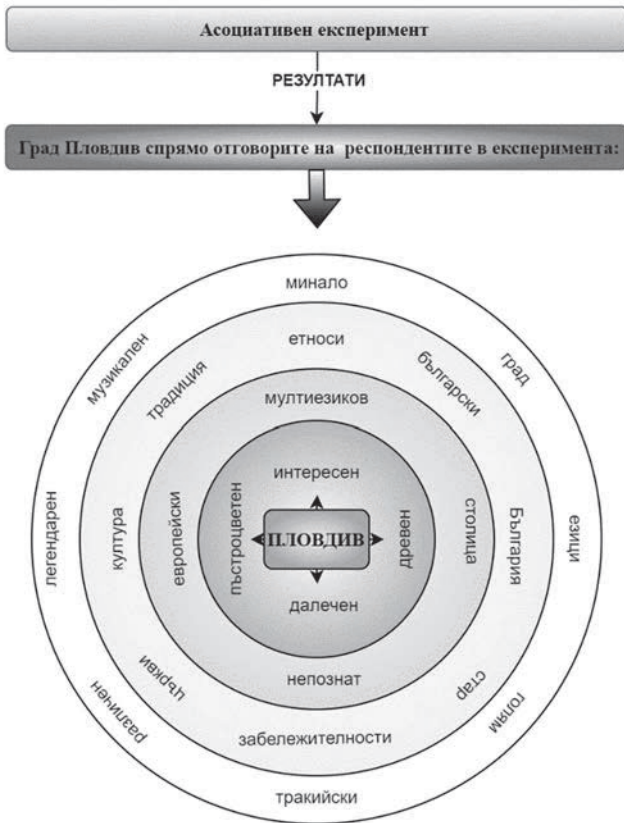 Асоциативен експеримент
РЕЗУЛТАТИ
Град Пловдив спрямо отговорите на респондентите в експеримента:
минало
музикален
град
етноси
традиция
български
мултиезиков
интересен
легендарен
култура
европейски
пъстроцветен
ПЛОВДИВ
древен
столица
България
езици
далечен
непознат
църкви
стар
различен
голям
забележителности
тракийски